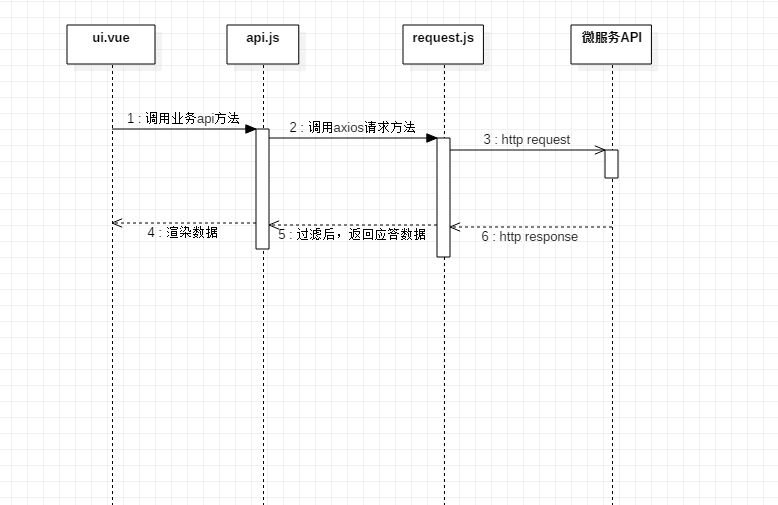 ui.vue
api.js
request.js
微服务API
1 : 调用业务api方法
2 : 调用axios请求方法
3 : http request
4 : 渲染数据
5 : 过滤后，返回应答数据
6 : http response